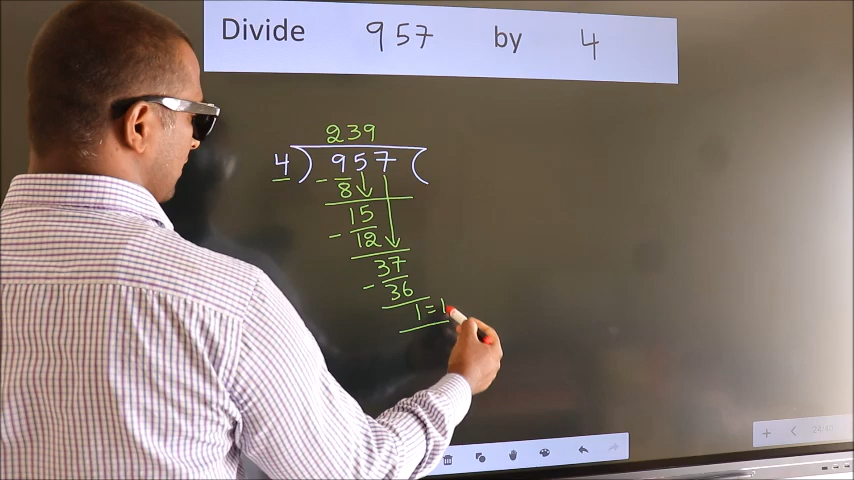 Divide 957 by 4
239
4) 957 (
- 8
15
- 12
37
- 36
1 = 1